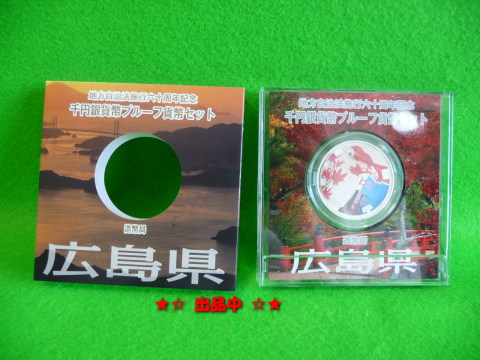 地方自治法施行六十周年記念
千円銀貨幣プルーフ貨幣セット
造幣局
広島県
地方自治法施行六十周年記念
千円銀貨幣プルーフ貨幣セット
造幣局
広島県
★☆ 出品中 ☆★